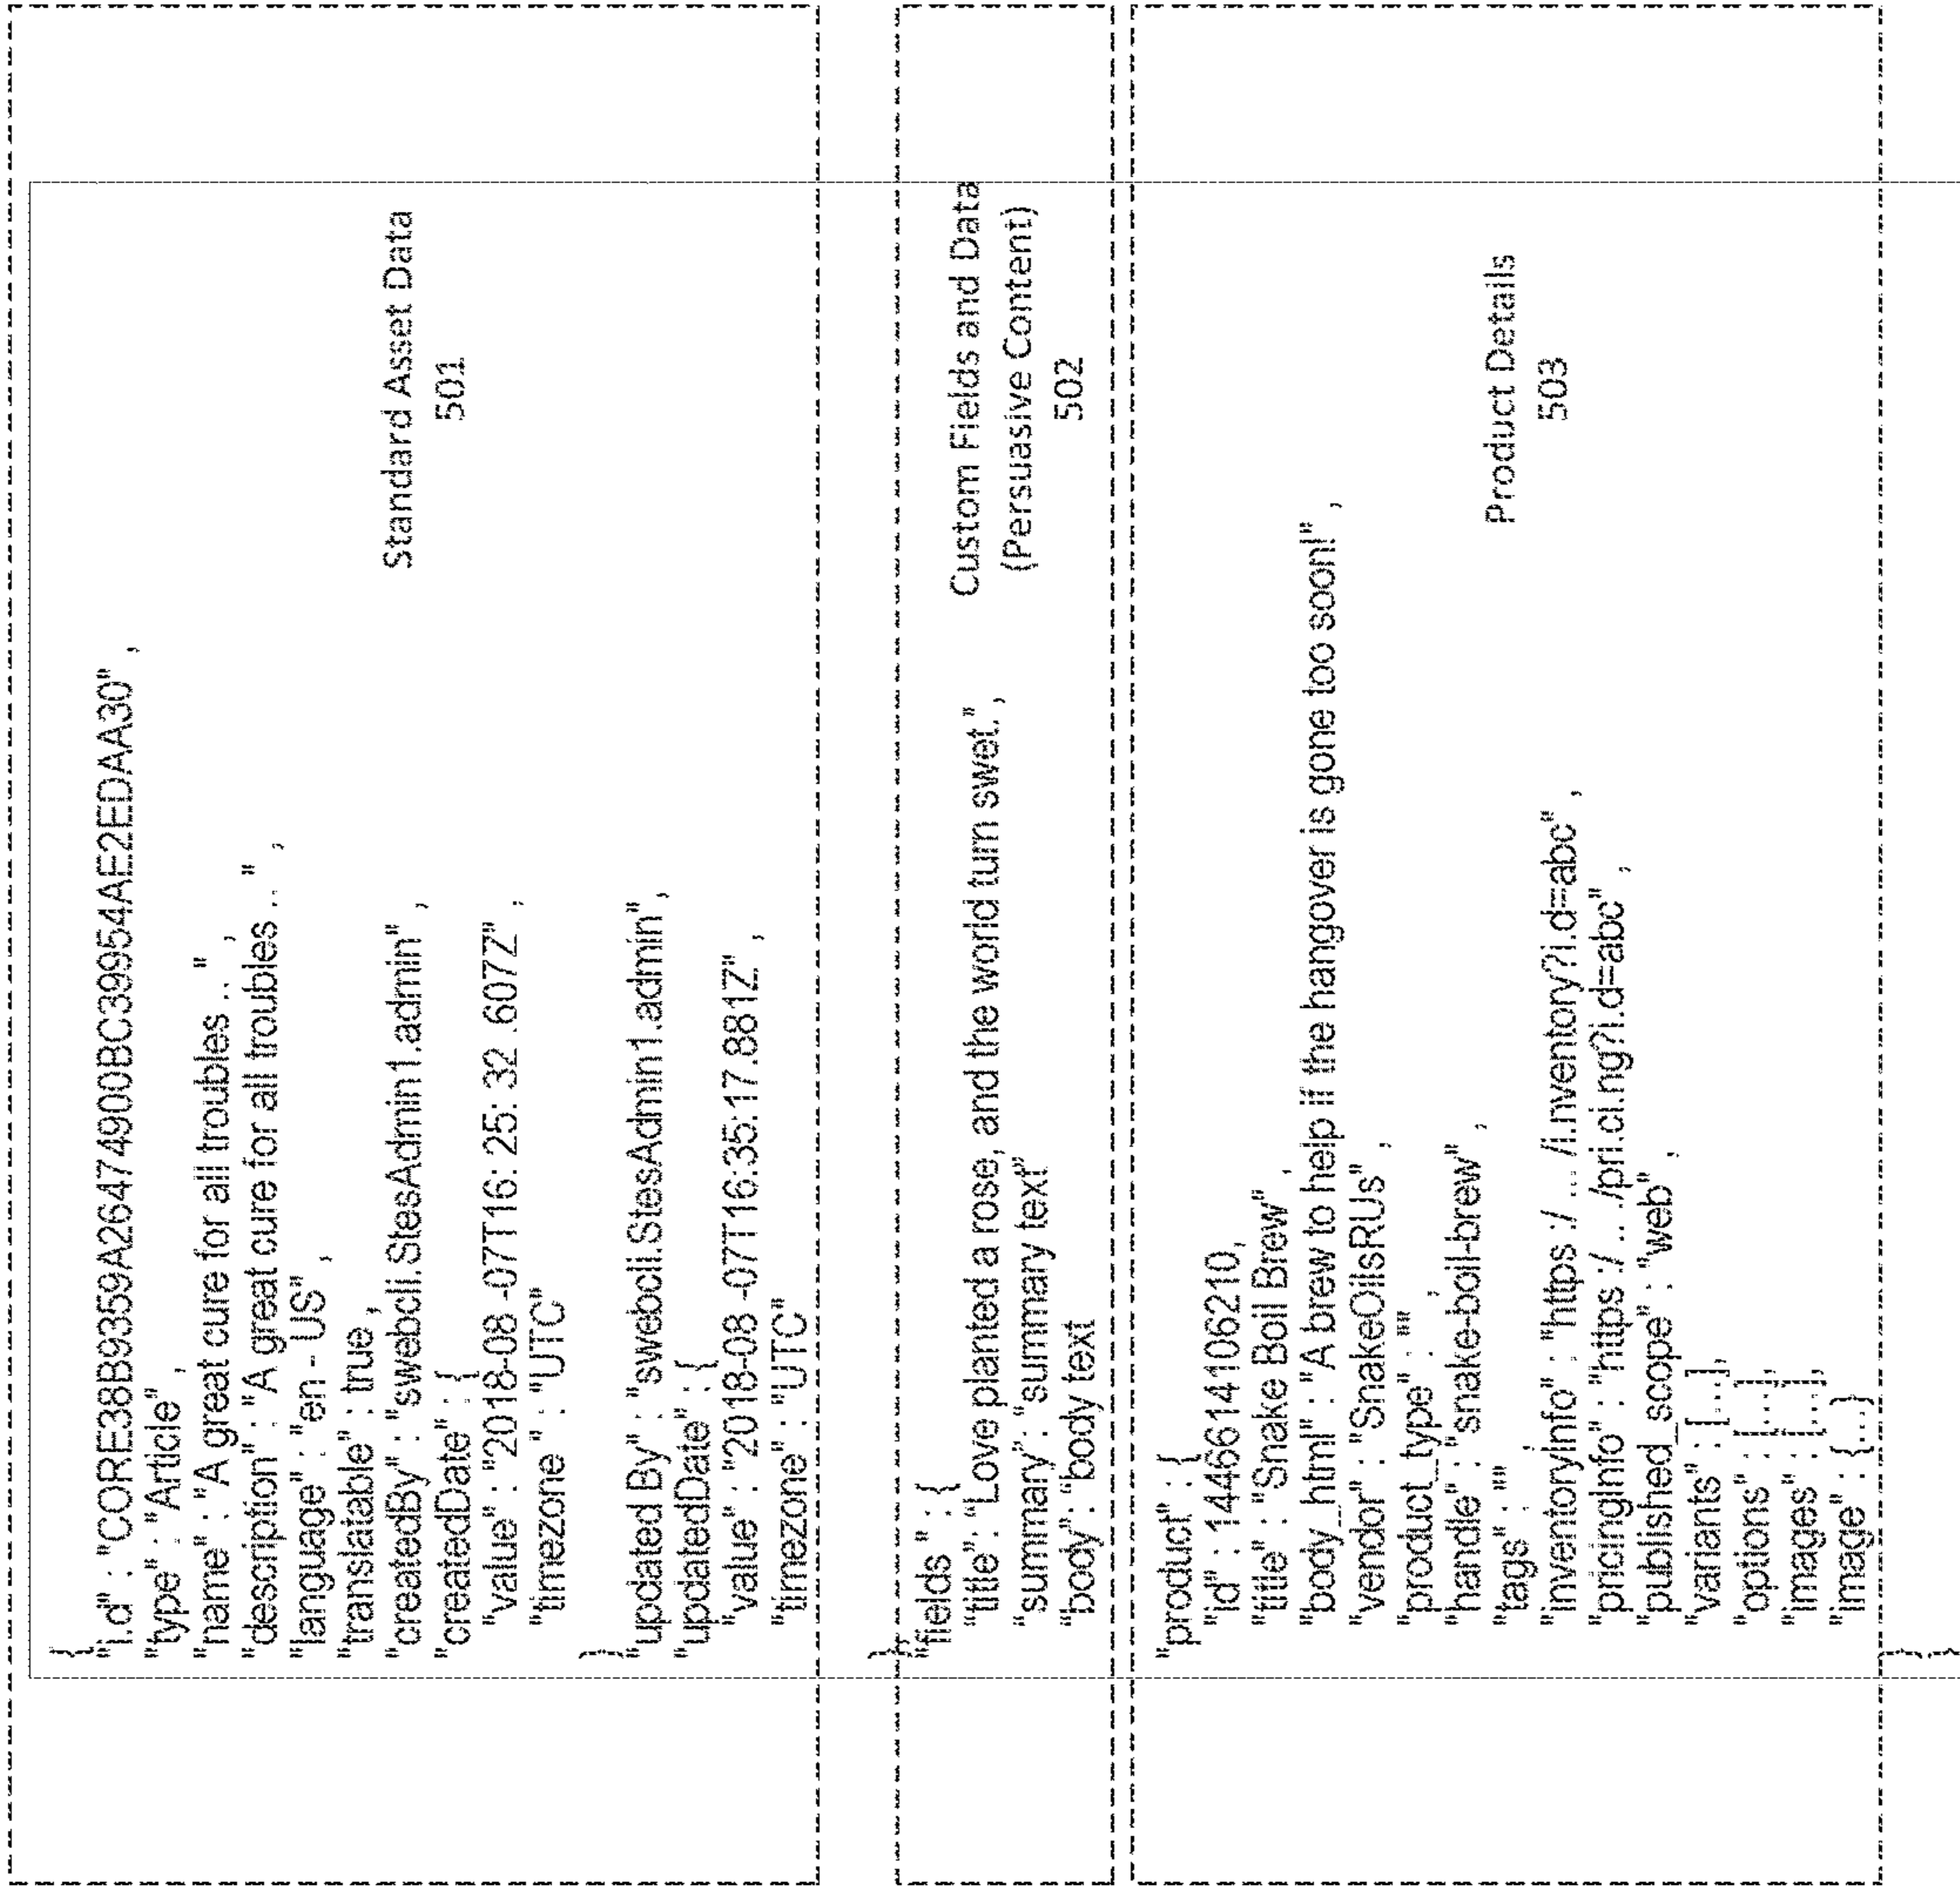 {
"i.d" : "CORE38BB9359A26474900BC39954AE2EDAA30" ,
"type" : "Article" ,
"name" : "A great cure for all troubles .. " ,
"description" : "A great cure for all troubles .. " ,
"language" : "en - US" ,
"translatable" : true,
"createdBy" : "swebcli.StesAdmin1.admin" ,
"createdDate" : {
"value" : "2018-08 -07T16: 25: 32 .607Z" ,
"timezone " : "UTC"
}
"updated By" : "swebcli.StesAdmin1.admin" ,
"updatedDate" : {
"value" : "2018-08 -07T16:35:17.881Z" ,
"timezone" : "UTC"
Standard Asset Data
501
},
"fields " : {
"title": "Love planted a rose, and the world turn swet." ,
"summary": "summary text"
"body": "body text
Custom Fields and Data
(Persuasive Content)
502
"product" : {
"id" : 1446614106210,
"title" : "Snake Boil Brew" ,
"body_html" : "A brew to help if the hangover is gone too soon!" ,
"vendor" : "SnakeOilsRUs" ,
"product_type" : "" ,
"handle" : "snake-boil-brew" ,
"tags" : "" ,
"inventoryInfo" : "https :/ ... /i.nventory?i.d=abc" ,
"pricingInfo" : "https :/ .. ./pri.ci.ng?i.d=abc" ,
"published_scope" : "web" ,
"variants" : [...],
"options" : [...],
"images" : [...],
"image" : {...}
Product Details
503
}
}